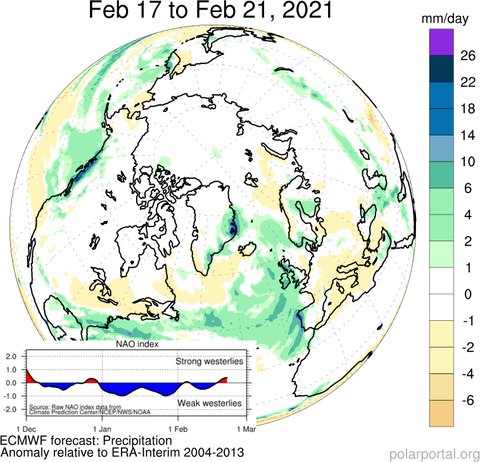 Feb 17 to Feb 21, 2021
mm/day
26
22
18
14
10
6
4
2
1
0
-1
-2
-4
-6
NAO index
2.0
1.0
0.0
-1.0
-2.0
Strong westerlies
Weak westerlies
Source: Raw NAO index data from
Climate Prediction Center/NCEP/NWS/NOAA
1 Dec 1 Jan 1 Feb 1 Mar
ECMWF forecast: Precipitation
Anomaly relative to ERA-Interim 2004-2013
polarportal.org